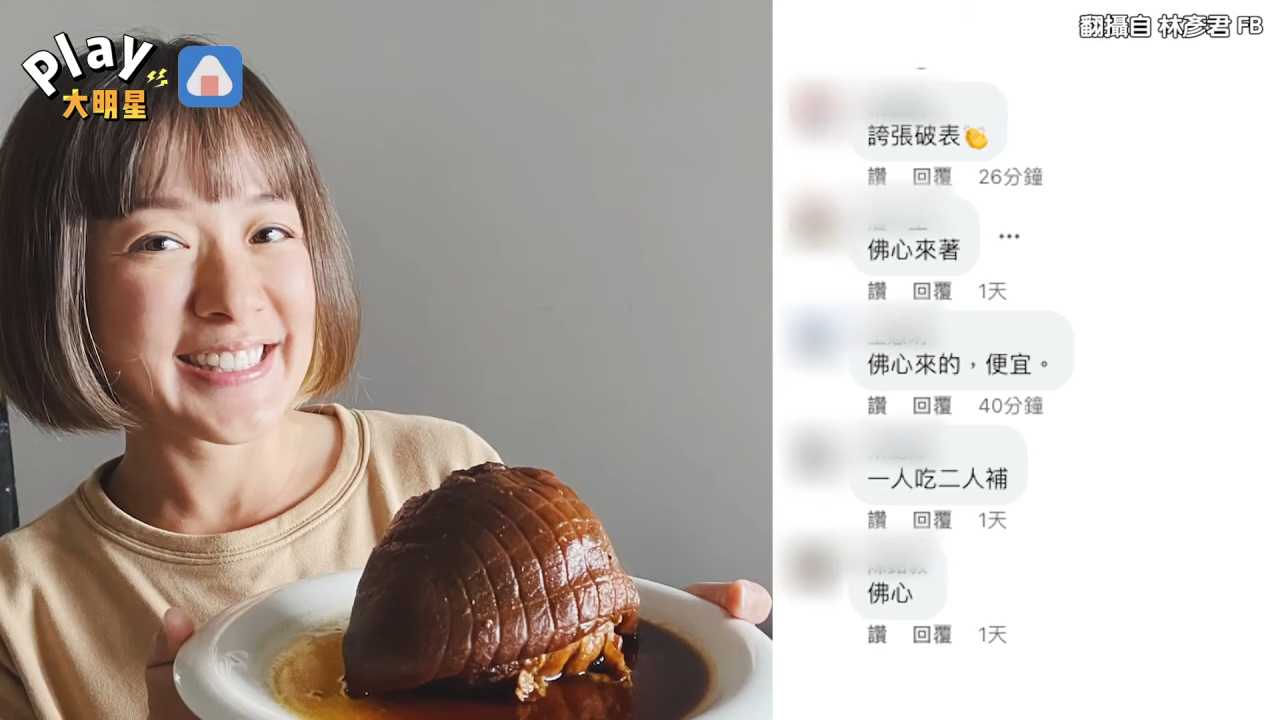 Play
大明星
翻攝自 林彥君 FB
誇張破表👏
讚 回覆 26分鐘
佛心來著
讚 回覆 1天
佛心來的，便宜。
讚 回覆 40分鐘
一人吃二人補
讚 回覆 1天
佛心
讚 回覆 1天